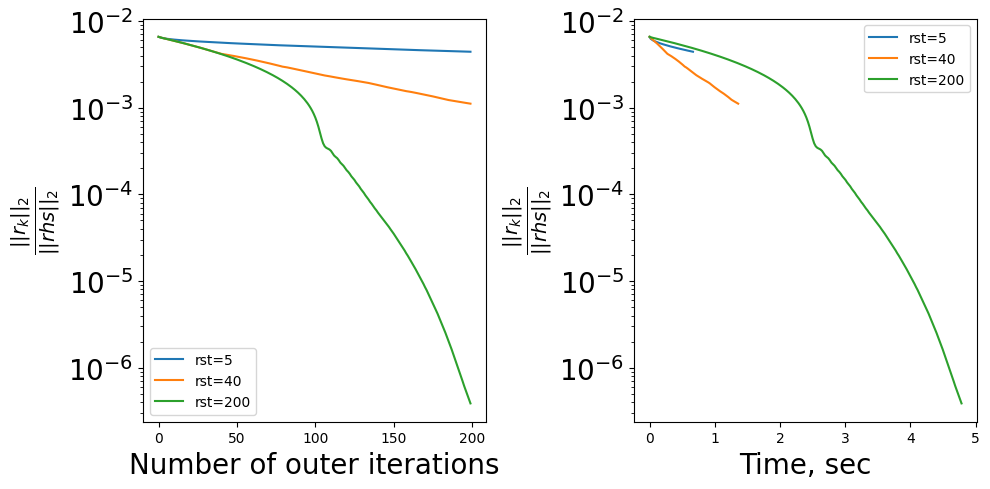 10^{-2}
10^{-3}
10^{-4}
10^{-5}
10^{-6}
||r_k||_2
||rhs||_2
rst=5
rst=40
rst=200
0 50 100 150 200
Number of outer iterations
10^{-2}
10^{-3}
10^{-4}
10^{-5}
10^{-6}
||r_k||_2
||rhs||_2
rst=5
rst=40
rst=200
0 1 2 3 4 5
Time, sec